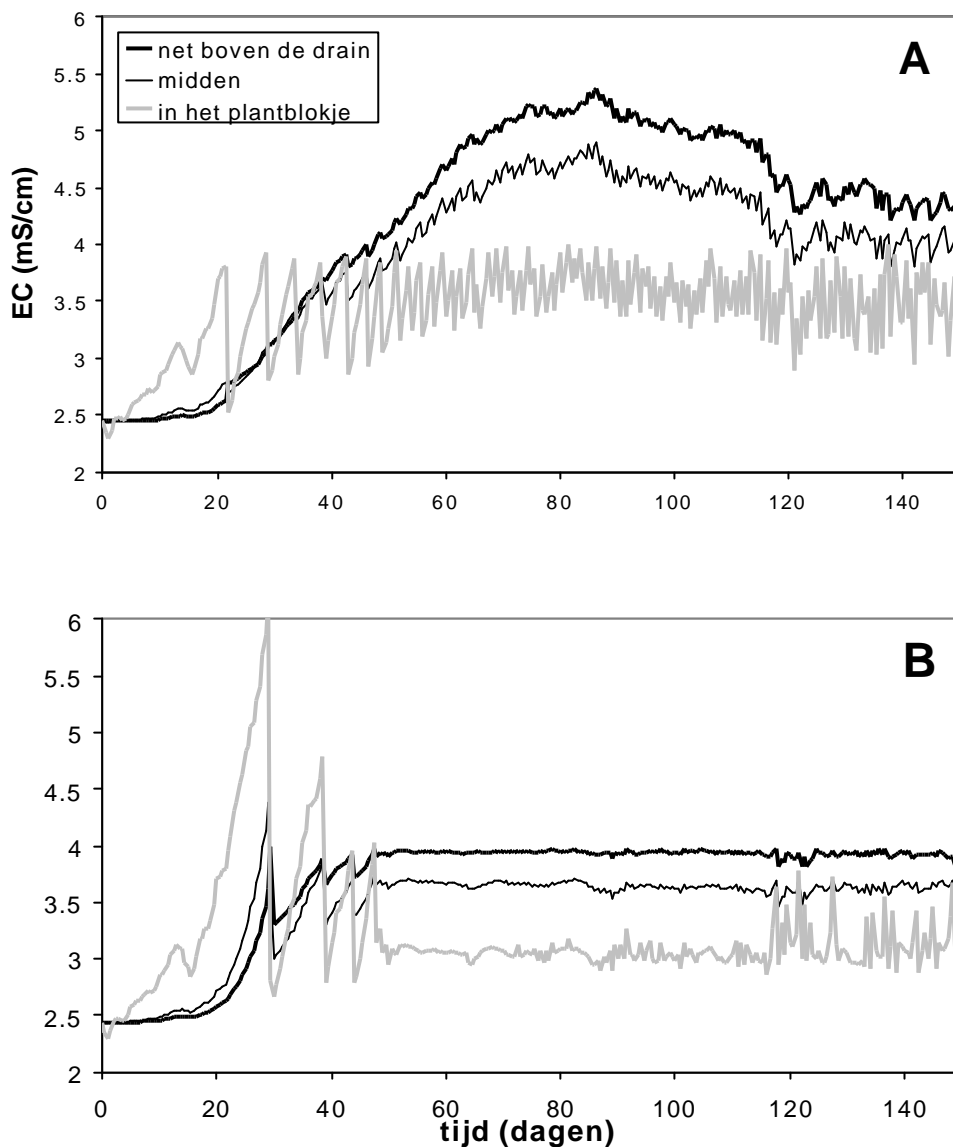 6
5.5
5
4.5
4
3.5
3
2.5
2
EC (mS/cm)
net boven de drain
midden
in het plantblokje
A
0 20 40 60 80 100 120 140
6
5.5
5
4.5
4
3.5
3
2.5
2
B
0 20 40 60 80 100 120 140
tijd (dagen)